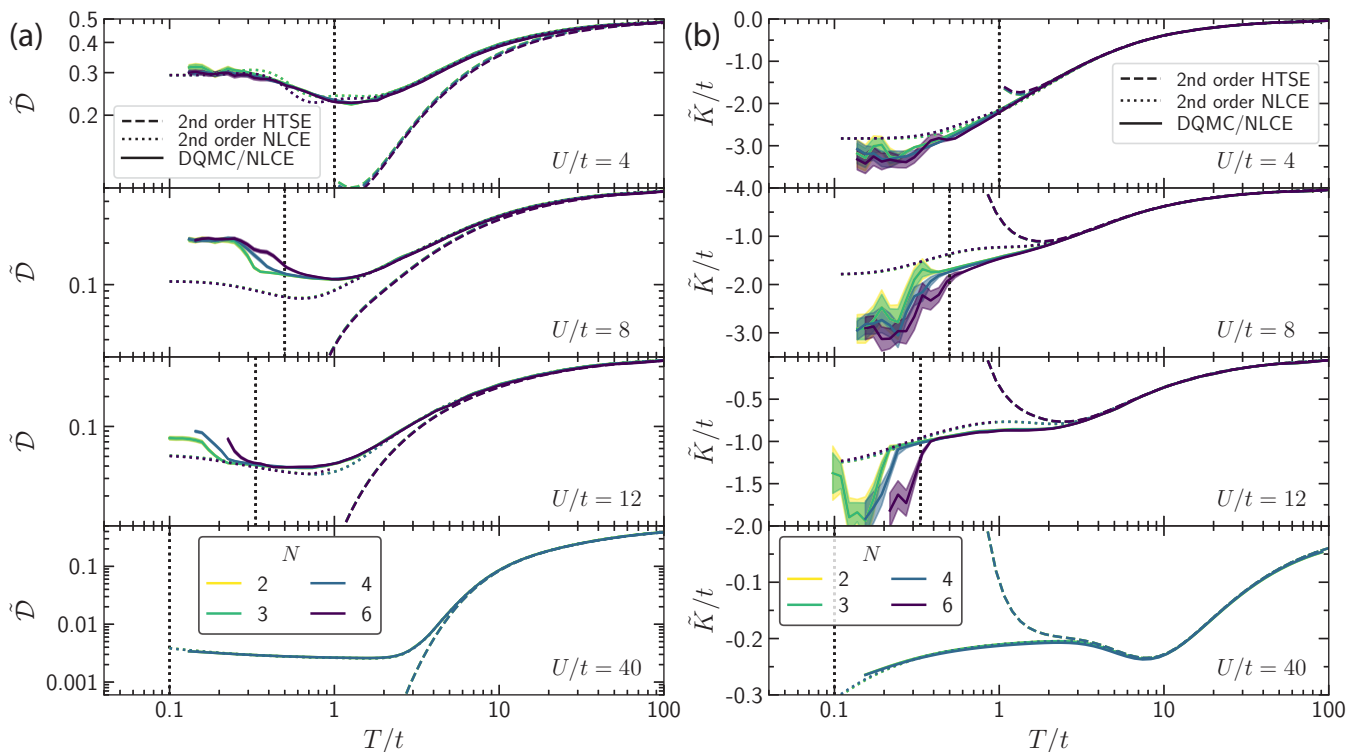 (a)
0.5
0.4
0.3
0.2
D̃
2nd order HTSE
2nd order NLCE
DQMC/NLCE
U/t = 4
0.1
D̃
U/t = 8
0.1
D̃
U/t = 12
0.1
0.01
0.001
D̃
N
2 4
3 6
U/t = 40
0.1 1 10 100
T/t
(b)
0.0
-1.0
-2.0
-3.0
-4.0
K̃/t
2nd order HTSE
2nd order NLCE
DQMC/NLCE
U/t = 4
-1.0
-2.0
-3.0
K̃/t
U/t = 8
-0.5
-1.0
-1.5
-2.0
K̃/t
U/t = 12
-0.1
-0.2
-0.3
K̃/t
N
2 4
3 6
U/t = 40
0.1 1 10 100
T/t